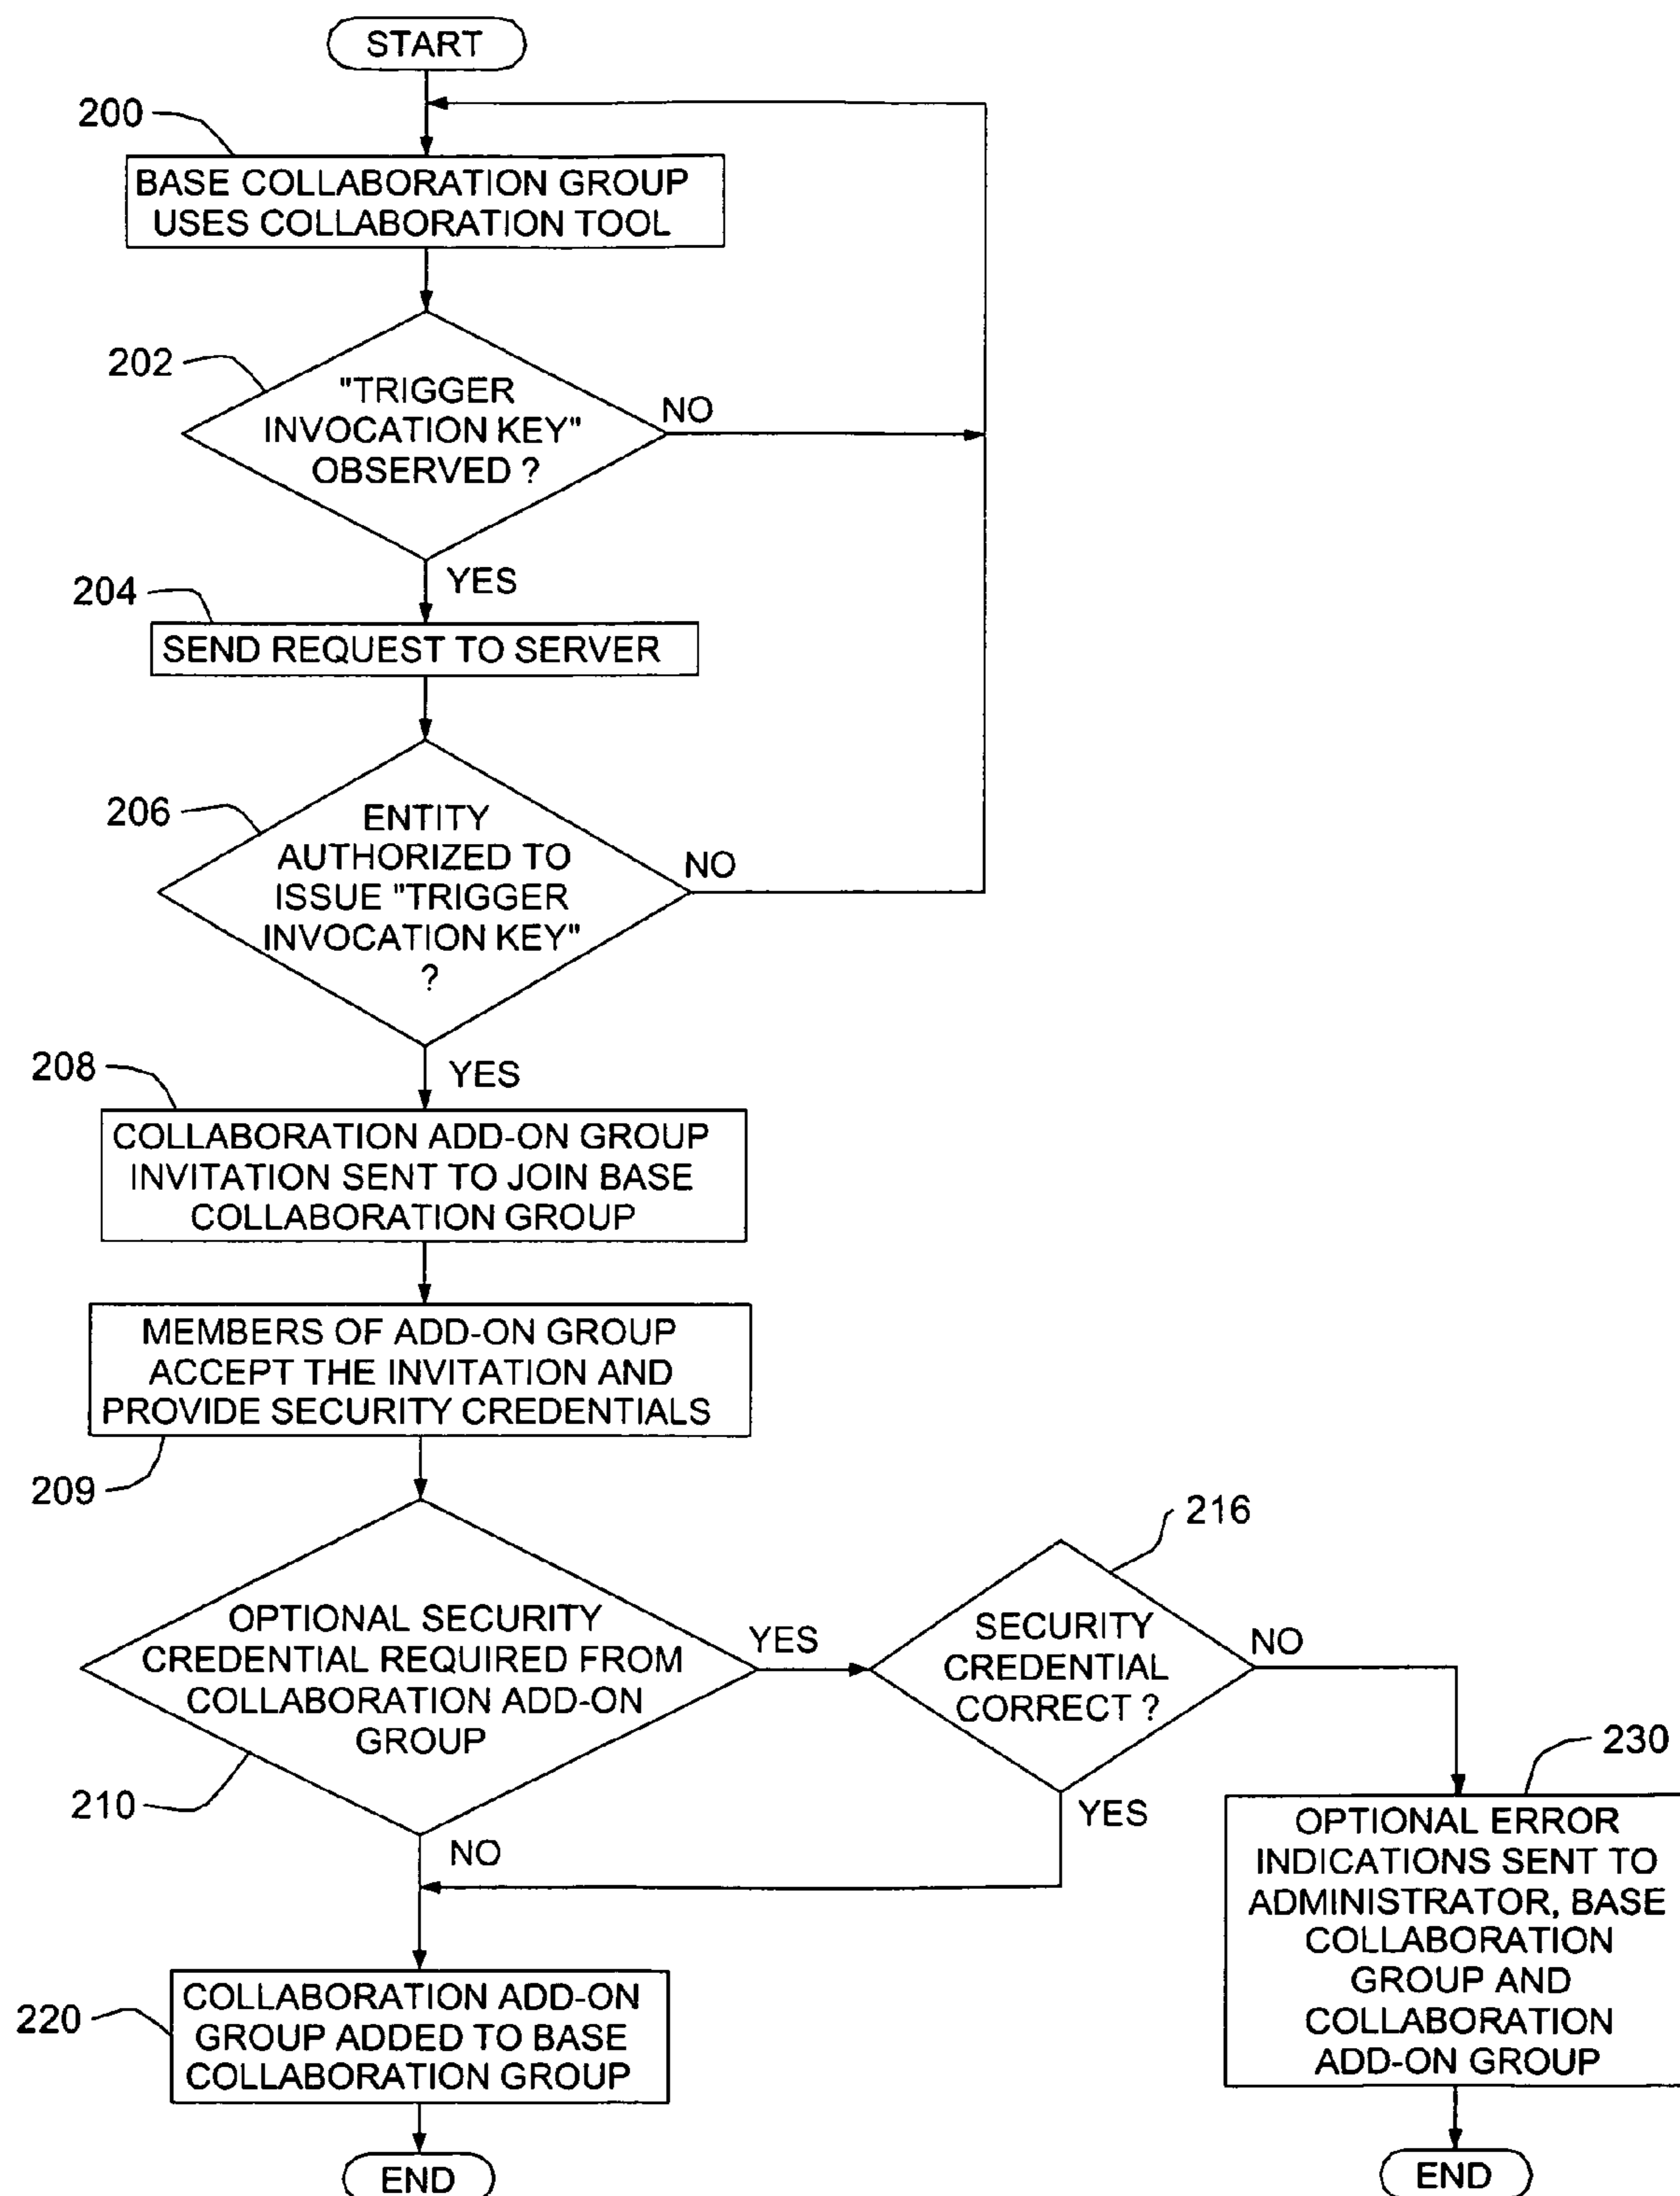 START
200
BASE COLLABORATION GROUP
USES COLLABORATION TOOL
202
"TRIGGER
INVOCATION KEY"
OBSERVED ?
NO
YES
204
SEND REQUEST TO SERVER
206
ENTITY
AUTHORIZED TO
ISSUE "TRIGGER
INVOCATION KEY"
?
NO
YES
208
COLLABORATION ADD-ON GROUP
INVITATION SENT TO JOIN BASE
COLLABORATION GROUP
MEMBERS OF ADD-ON GROUP
ACCEPT THE INVITATION AND
PROVIDE SECURITY CREDENTIALS
209
OPTIONAL SECURITY
CREDENTIAL REQUIRED FROM
COLLABORATION ADD-ON
GROUP
210
YES
NO
216
SECURITY
CREDENTIAL
CORRECT ?
NO
YES
230
OPTIONAL ERROR
INDICATIONS SENT TO
ADMINISTRATOR, BASE
COLLABORATION
GROUP AND
COLLABORATION
ADD-ON GROUP
220
COLLABORATION ADD-ON
GROUP ADDED TO BASE
COLLABORATION GROUP
END
END